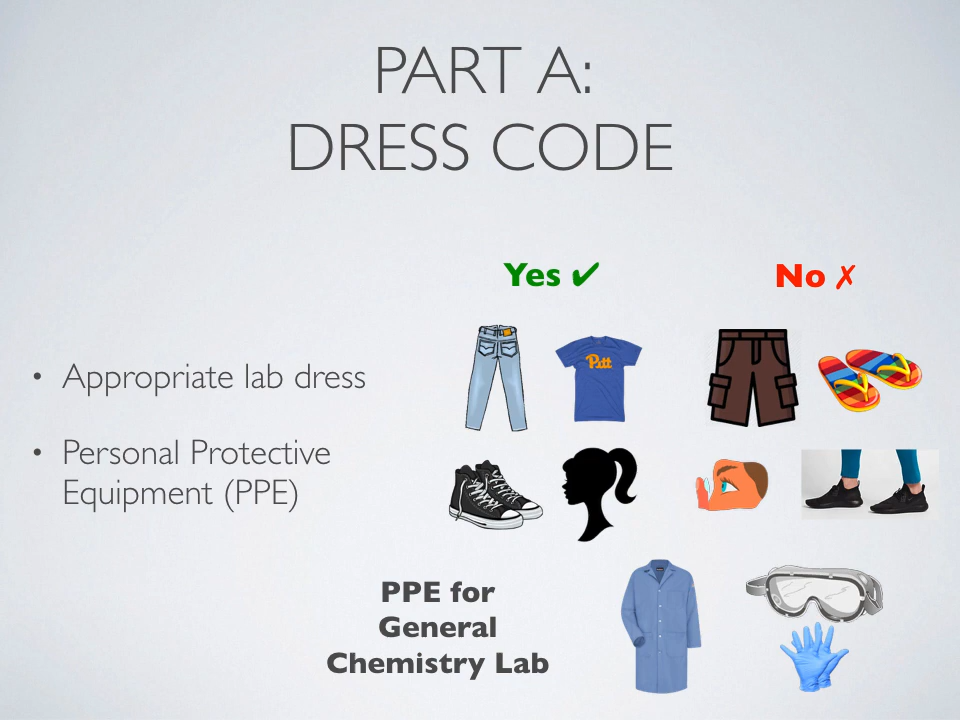 PART A:
DRESS CODE
Yes ✔
No ✗
• Appropriate lab dress
• Personal Protective
Equipment (PPE)
Pitt
PPE for
General
Chemistry Lab